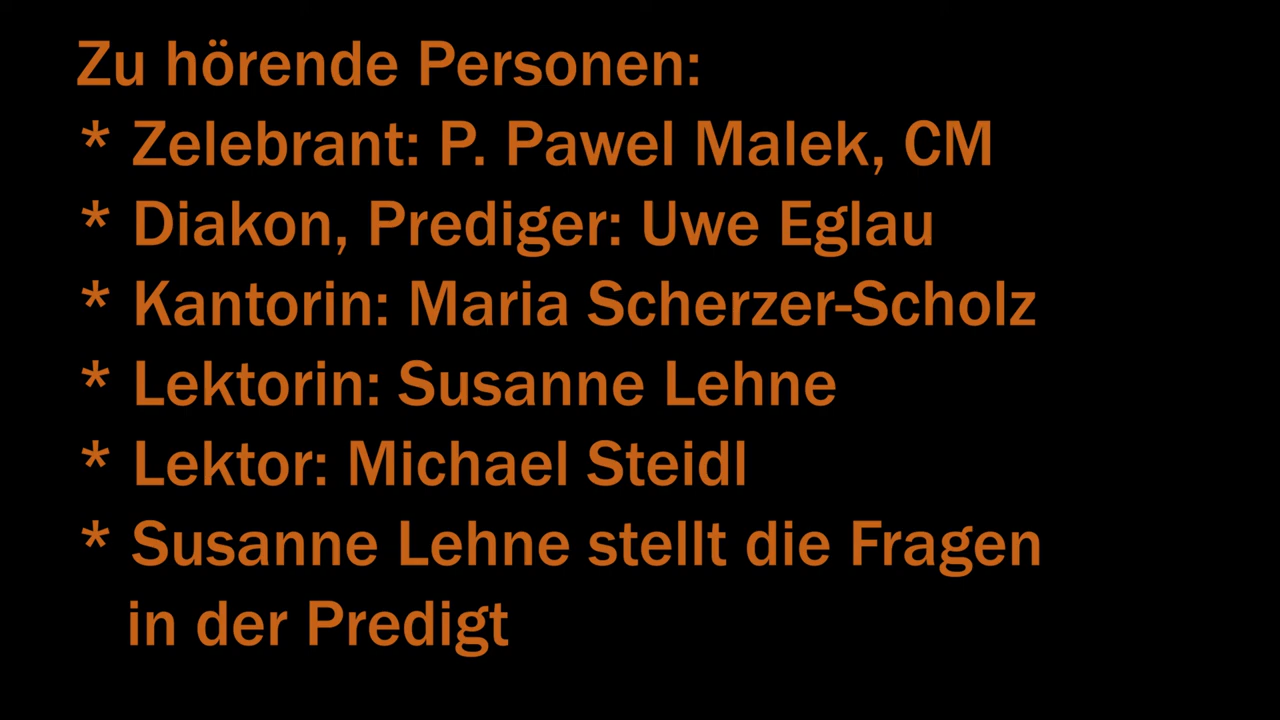 Zu hörende Personen:
* Zelebrant: P. Pawel Malek, CM
* Diakon, Prediger: Uwe Eglau
* Kantorin: Maria Scherzer-Scholz
* Lektorin: Susanne Lehne
* Lektor: Michael Steidl
* Susanne Lehne stellt die Fragen
in der Predigt